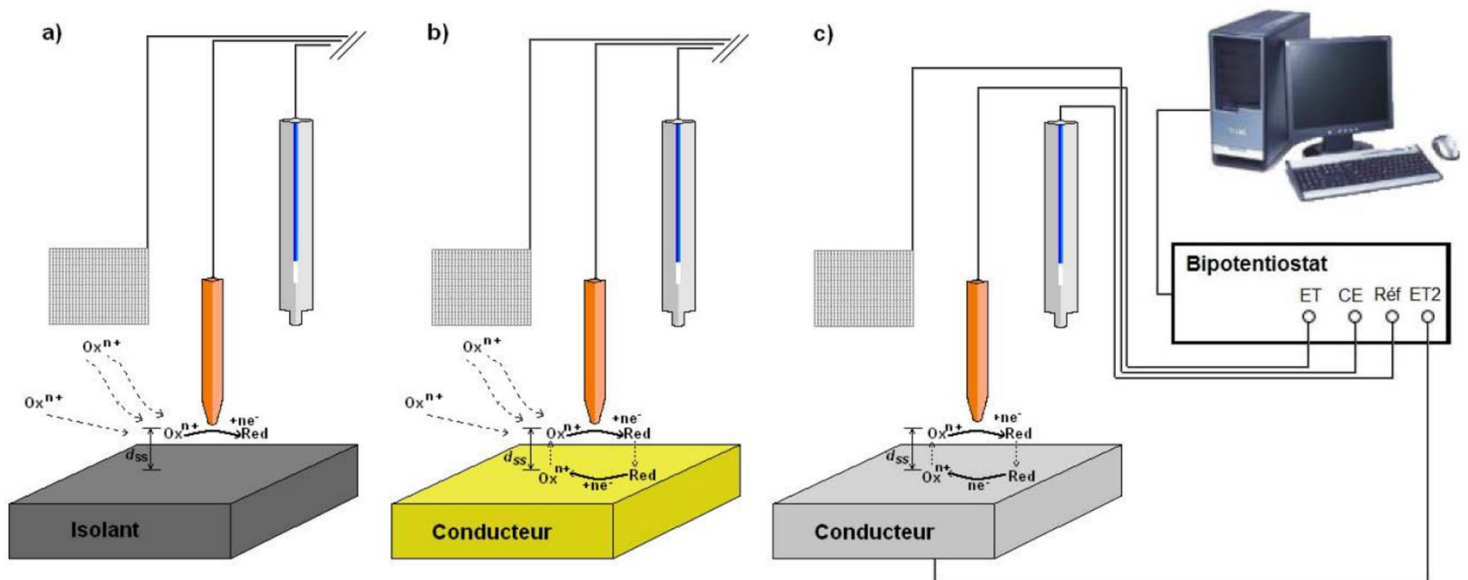 a)
Ox n+
Ox n+
Ox n+ +ne- Red
dss
Isolant
b)
Ox n+
Ox n+
Ox n+ +ne- Red
dss
Ox n+ +ne- Red
Conducteur
c)
Ox n+ +ne- Red
dss
Ox n+ ne- Red
Conducteur
Bipotentiostat
ET CE Réf ET2